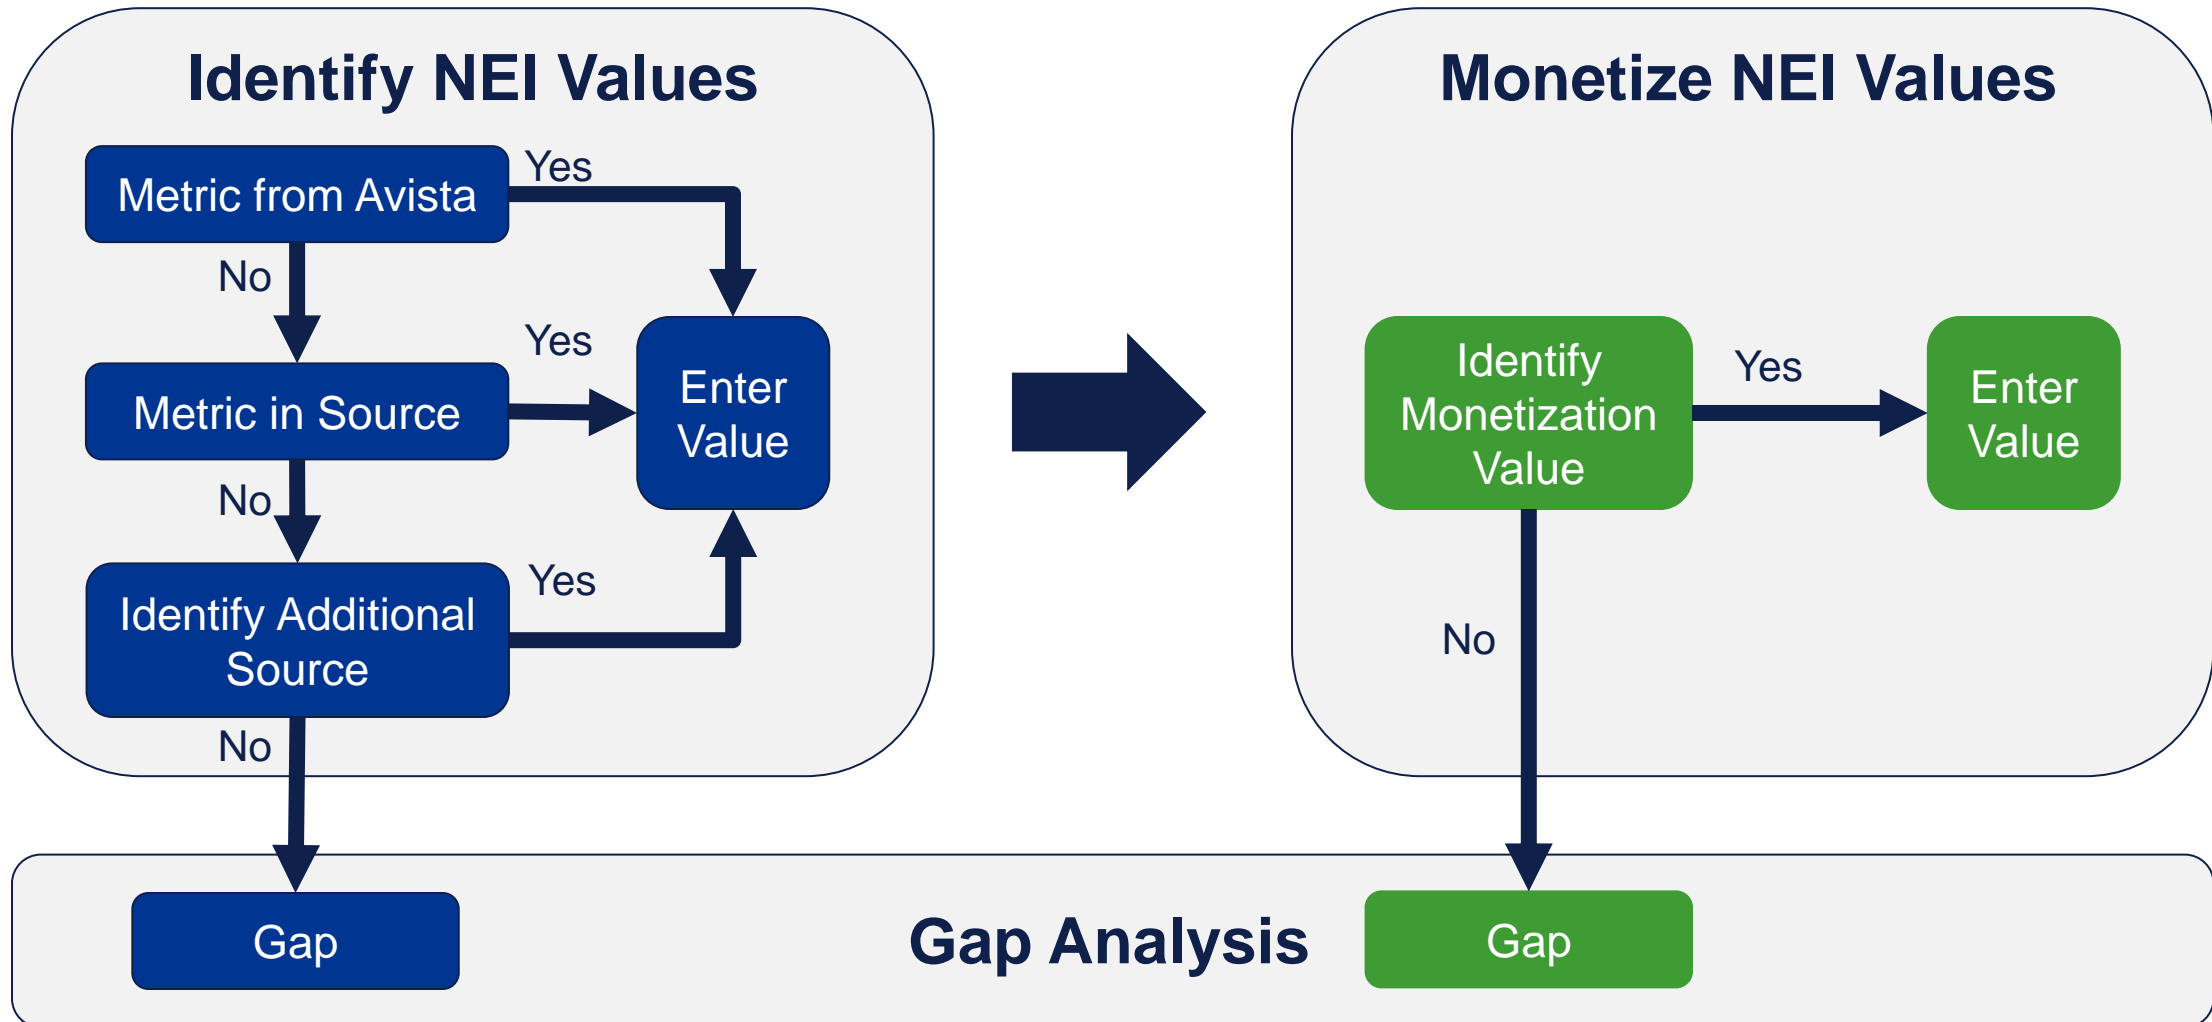 Identify NEI Values
Metric from Avista
Yes
No
Metric in Source
Yes
Enter
Value
No
Identify Additional
Source
Yes
No
Monetize NEI Values
Identify
Monetization
Value
Yes
Enter
Value
No
Gap
Gap Analysis
Gap